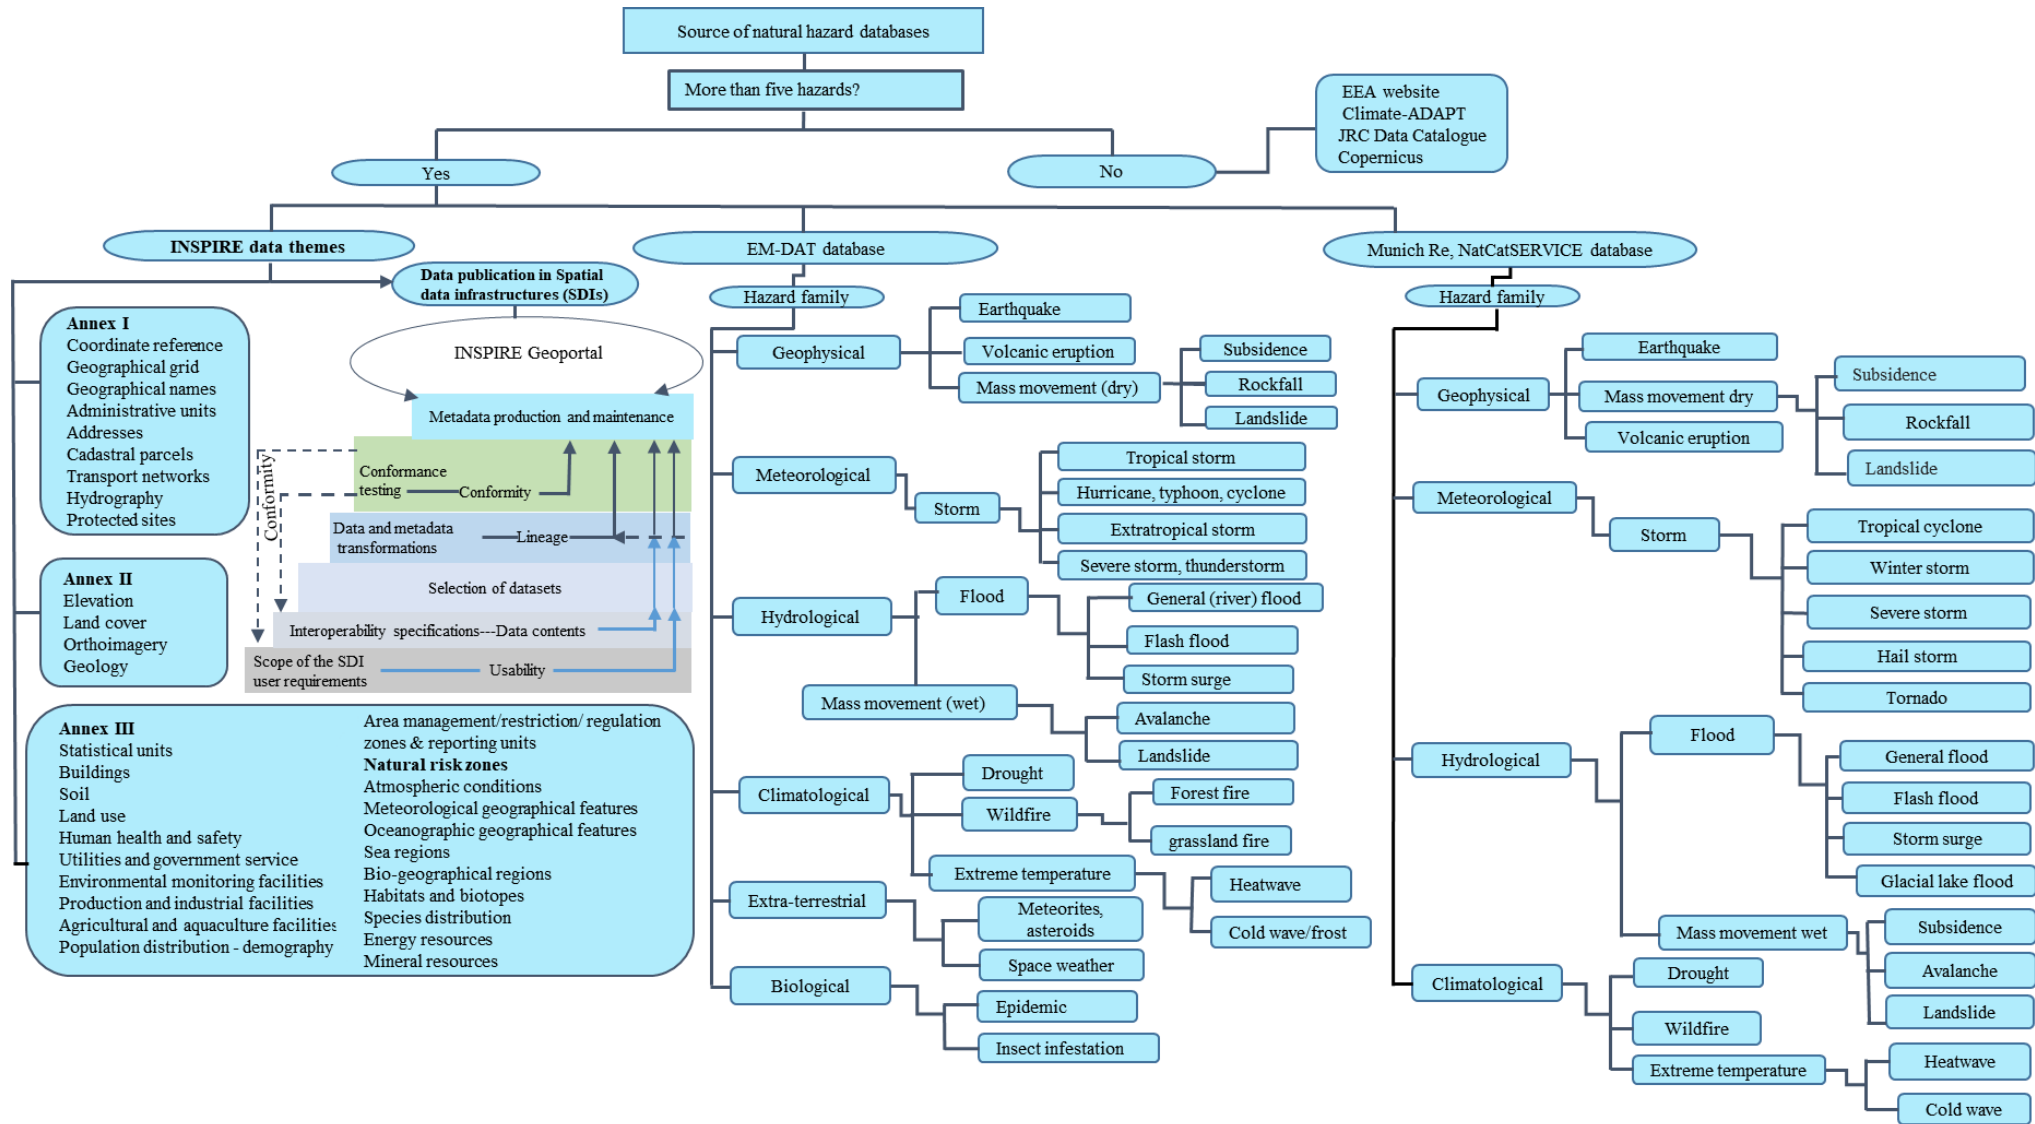 Source of natural hazard databases
More than five hazards?
EEA website
Climate-ADAPT
JRC Data Catalogue
Copernicus
Yes
No
INSPIRE data themes
EM-DAT database
Munich Re, NatCatSERVICE database
Data publication in Spatial
data infrastructures (SDIs)
INSPIRE Geoportal
Metadata production and maintenance
Conformity
Conformance
testing
Conformity
Data and metadata
transformations
Lineage
Selection of datasets
Interoperability specifications---Data contents
Scope of the SDI
user requirements
Usability
Annex I
Coordinate reference
Geographical grid
Geographical names
Administrative units
Addresses
Cadastral parcels
Transport networks
Hydrography
Protected sites
Annex II
Elevation
Land cover
Orthoimagery
Geology
Annex III
Statistical units
Buildings
Soil
Land use
Human health and safety
Utilities and government service
Environmental monitoring facilities
Production and industrial facilities
Agricultural and aquaculture facilities
Population distribution - demography
Area management/restriction/ regulation
zones & reporting units
Natural risk zones
Atmospheric conditions
Meteorological geographical features
Oceanographic geographical features
Sea regions
Bio-geographical regions
Habitats and biotopes
Species distribution
Energy resources
Mineral resources
Hazard family
Geophysical
Earthquake
Volcanic eruption
Mass movement (dry)
Subsidence
Rockfall
Landslide
Meteorological
Storm
Tropical storm
Hurricane, typhoon, cyclone
Extratropical storm
Severe storm, thunderstorm
Hydrological
Flood
General (river) flood
Flash flood
Storm surge
Mass movement (wet)
Avalanche
Landslide
Climatological
Drought
Wildfire
Forest fire
grassland fire
Extreme temperature
Heatwave
Cold wave/frost
Extra-terrestrial
Meteorites,
asteroids
Space weather
Biological
Epidemic
Insect infestation
Hazard family
Geophysical
Earthquake
Mass movement dry
Volcanic eruption
Subsidence
Rockfall
Landslide
Meteorological
Storm
Tropical cyclone
Winter storm
Severe storm
Hail storm
Tornado
Hydrological
Flood
General flood
Flash flood
Storm surge
Glacial lake flood
Mass movement wet
Subsidence
Avalanche
Landslide
Climatological
Drought
Wildfire
Extreme temperature
Heatwave
Cold wave